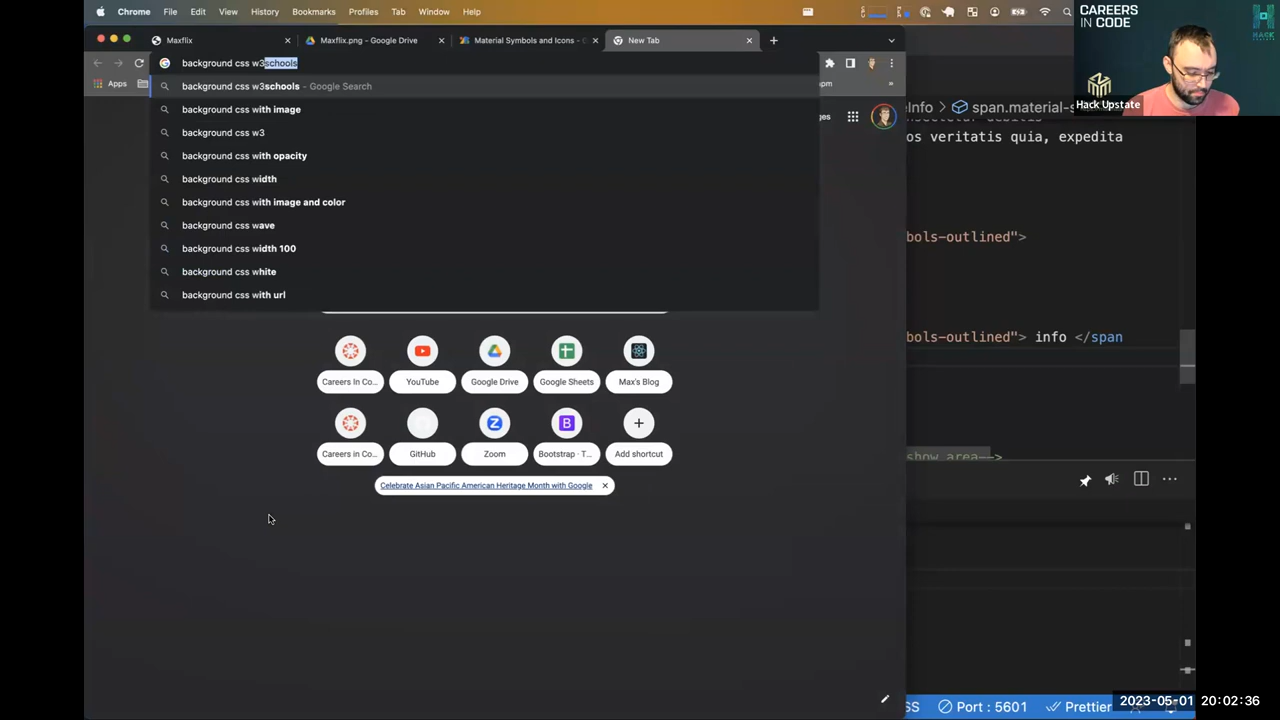 Chrome File Edit View History Bookmarks Profiles Tab Window Help
CAREERS
IN CODE
HACK
UPSTATE
Hack Upstate
Maxflix
Maxflix.png - Google Drive
Material Symbols and Icons -
New Tab
background css w3schools
Apps
background css w3schools - Google Search
background css with image
background css w3
background css with opacity
background css width
background css with image and color
background css wave
background css width 100
background css white
background css with url
Careers In Co...
YouTube
Google Drive
Google Sheets
Max's Blog
Careers in Co...
GitHub
Zoom
Bootstrap · T...
Add shortcut
Celebrate Asian Pacific American Heritage Month with Google
eInfo > span.material-s
os veritatis quia, expedita
bols-outlined">
bols-outlined"> info </span
show area-->
SS
Port : 5601
Prettier
2023-05-01 20:02:36